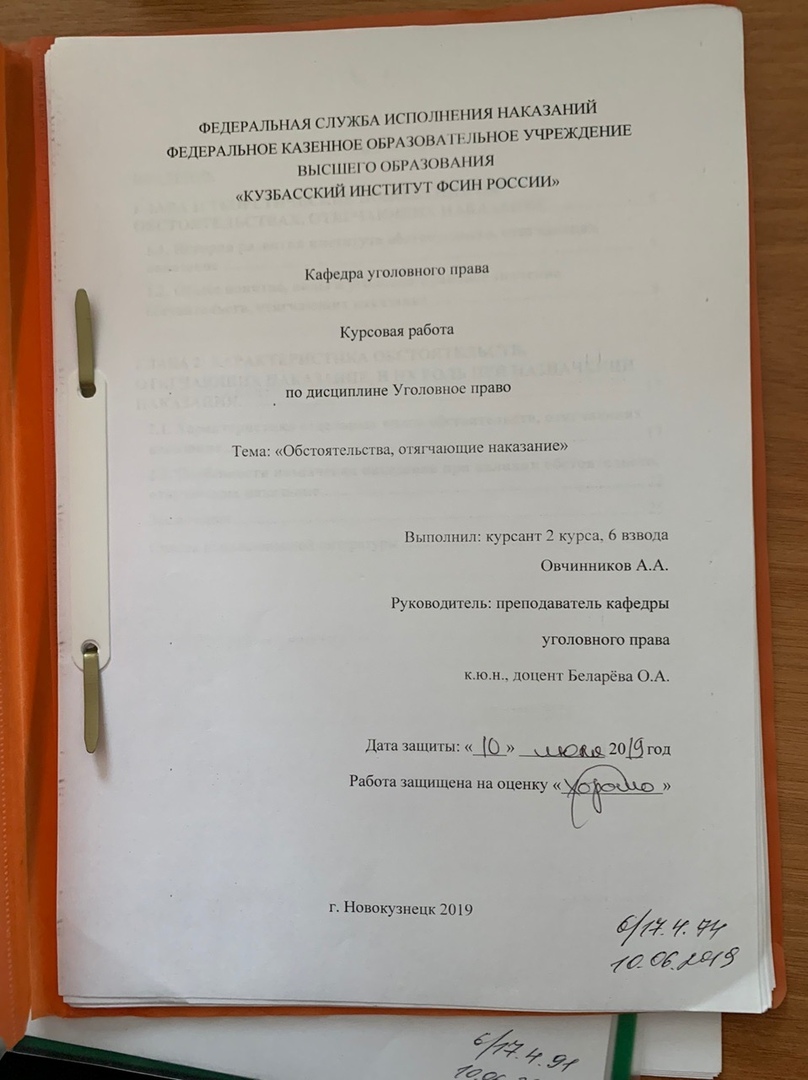 ФЕДЕРАЛЬНАЯ СЛУЖБА ИСПОЛНЕНИЯ НАКАЗАНИЙ
ФЕДЕРАЛЬНОЕ КАЗЕННОЕ ОБРАЗОВАТЕЛЬНОЕ УЧРЕЖДЕНИЕ
ВЫСШЕГО ОБРАЗОВАНИЯ
«КУЗБАССКИЙ ИНСТИТУТ ФСИН РОССИИ»
Кафедра уголовного права
Курсовая работа
по дисциплине Уголовное право
Тема: «Обстоятельства, отягчающие наказание»
Выполнил: курсант 2 курса, 6 взвода
Овчинников А.А.
Руководитель: преподаватель кафедры
уголовного права
к.ю.н., доцент Беларёва О.А.
Дата защиты: «10» 2019 год
Работа защищена на оценку «хорошо»
г. Новокузнецк 2019
6/17.4.74
10.06.2019
6/17.4.91
10.06.20